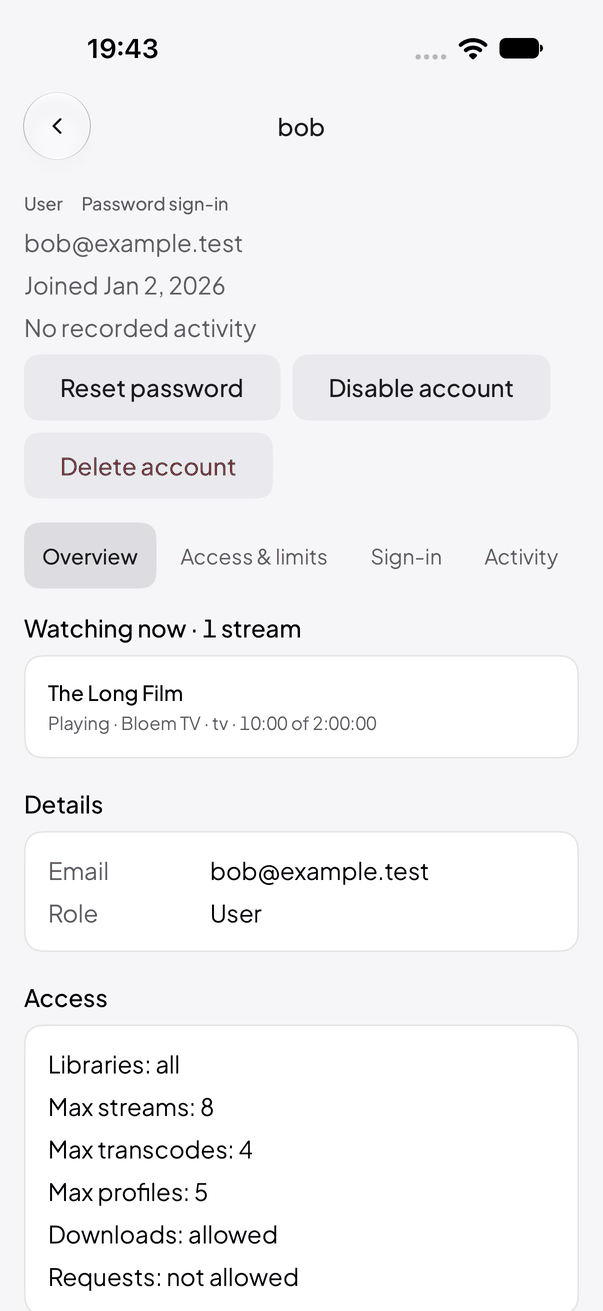 19:43
bob
User Password sign-in
bob@example.test
Joined Jan 2, 2026
No recorded activity
Reset password Disable account
Delete account
Overview Access & limits Sign-in Activity
Watching now · 1 stream
The Long Film
Playing · Bloem TV · tv · 10:00 of 2:00:00
Details
Email bob@example.test
Role User
Access
Libraries: all
Max streams: 8
Max transcodes: 4
Max profiles: 5
Downloads: allowed
Requests: not allowed